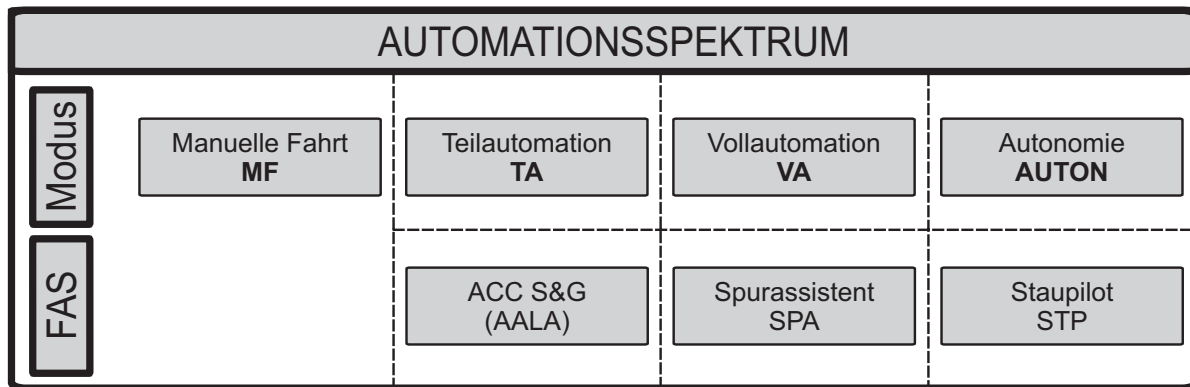 AUTOMATIONSSPEKTRUM
Modus
Manuelle Fahrt
MF
Teilautomation
TA
Vollautomation
VA
Autonomie
AUTON
FAS
ACC S&G
(AALA)
Spurassistent
SPA
Staupilot
STP